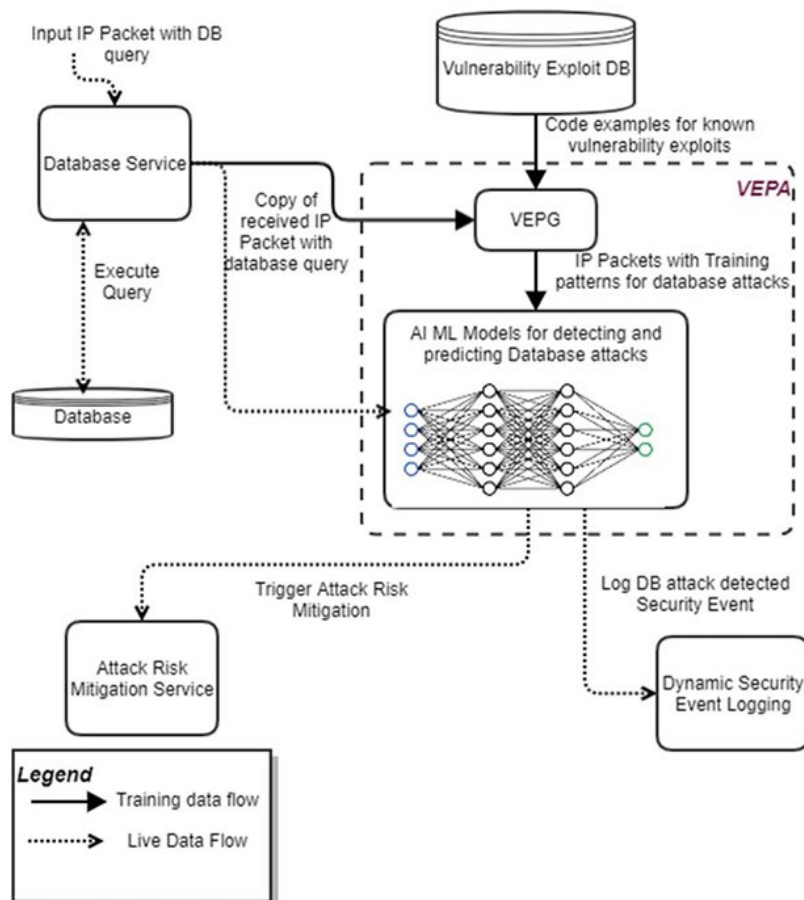 Input IP Packet with DB
query
Vulnerability Exploit DB
Code examples for known
vulnerability exploits
Database Service
VEPA
Copy of
received IP
Packet with
database query
VEPG
Execute
Query
IP Packets with Training
patterns for database attacks
AI ML Models for detecting and
predicting Database attacks
Database
Trigger Attack Risk
Mitigation
Log DB attack detected
Security Event
Attack Risk
Mitigation Service
Dynamic Security
Event Logging
Legend
Training data flow
Live Data Flow